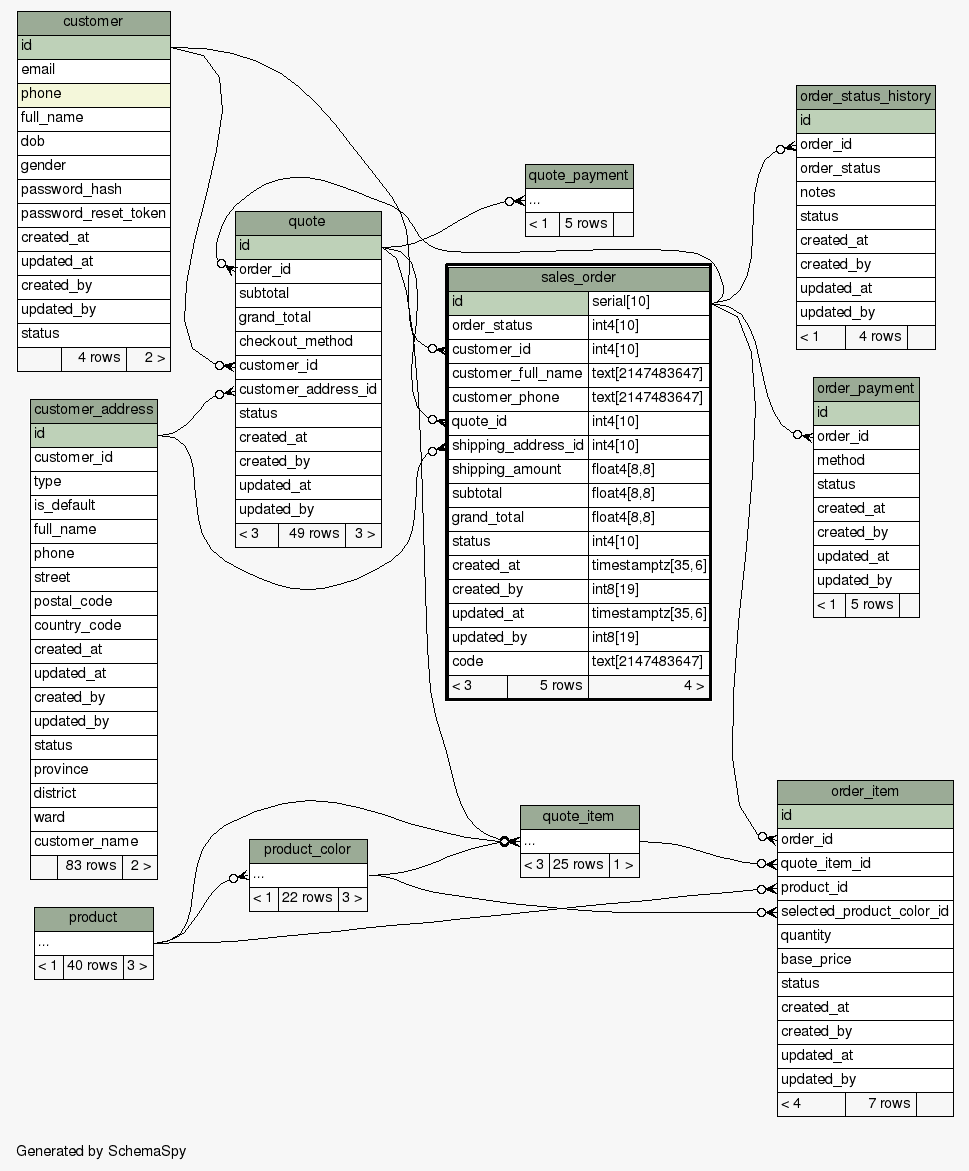 customer
id
email
phone
full_name
dob
gender
password_hash
password_reset_token
created_at
updated_at
created_by
updated_by
status
4 rows 2 >
customer_address
id
customer_id
type
is_default
full_name
phone
street
postal_code
country_code
created_at
updated_at
created_by
updated_by
status
province
district
ward
customer_name
83 rows 2 >
product
...
< 1 40 rows 3 >
quote
id
order_id
subtotal
grand_total
checkout_method
customer_id
customer_address_id
status
created_at
created_by
updated_at
updated_by
< 3 49 rows 3 >
product_color
...
< 1 22 rows 3 >
quote_payment
...
< 1 5 rows
sales_order
id serial[10]
order_status int4[10]
customer_id int4[10]
customer_full_name text[2147483647]
customer_phone text[2147483647]
quote_id int4[10]
shipping_address_id int4[10]
shipping_amount float4[8,8]
subtotal float4[8,8]
grand_total float4[8,8]
status int4[10]
created_at timestamptz[35,6]
created_by int8[19]
updated_at timestamptz[35,6]
updated_by int8[19]
code text[2147483647]
< 3 5 rows 4 >
quote_item
...
< 3 25 rows 1 >
order_status_history
id
order_id
order_status
notes
status
created_at
created_by
updated_at
updated_by
< 1 4 rows
order_payment
id
order_id
method
status
created_at
created_by
updated_at
updated_by
< 1 5 rows
order_item
id
order_id
quote_item_id
product_id
selected_product_color_id
quantity
base_price
status
created_at
created_by
updated_at
updated_by
< 4 7 rows
Generated by SchemaSpy